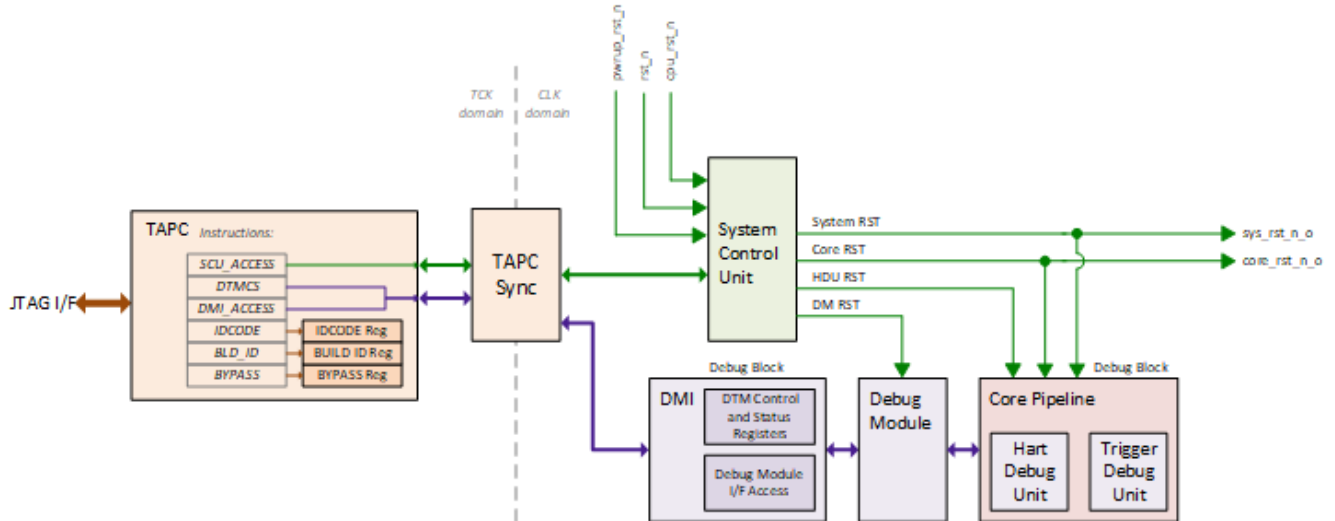 pwrup_rst_n
rst_n
cpu_rst_n
TCK
domain
CLK
domain
TAPC
Instructions:
SCU_ACCESS
DTMCS
DMI_ACCESS
IDCODE
IDCODE Reg
BLD_ID
BUILD ID Reg
BYPASS
BYPASS Reg
JTAG I/F
TAPC
Sync
System
Control
Unit
System RST
Core RST
HDU RST
DM RST
sys_rst_n_o
core_rst_n_o
Debug Block
DMI
DTM Control
and Status
Registers
Debug Module
I/F Access
Debug
Module
Debug Block
Core Pipeline
Hart
Debug
Unit
Trigger
Debug
Unit